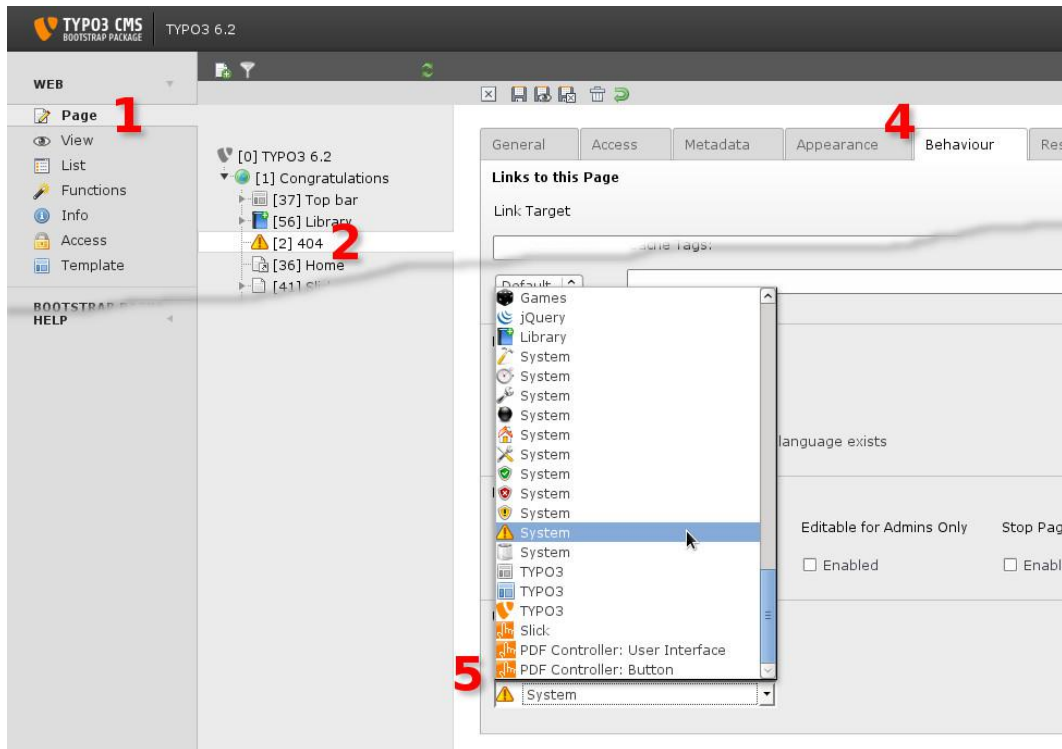 TYPO3 CMS
BOOTSTRAP PACKAGE
TYPO3 6.2
WEB
Page
View
List
Functions
Info
Access
Template
HELP
1
[0] TYPO3 6.2
[1] Congratulations
[37] Top bar
[56] Library
[2] 404
[36] Home
[41]
2
4
General
Access
Metadata
Appearance
Behaviour
Links to this Page
Link Target
Tags:
Default
Games
jQuery
Library
System
System
System
System
System
System
System
System
System
System
System
TYPO3
TYPO3
TYPO3
Slick
PDF Controller: User Interface
PDF Controller: Button
System
5
language exists
Editable for Admins Only
Enabled
Stop